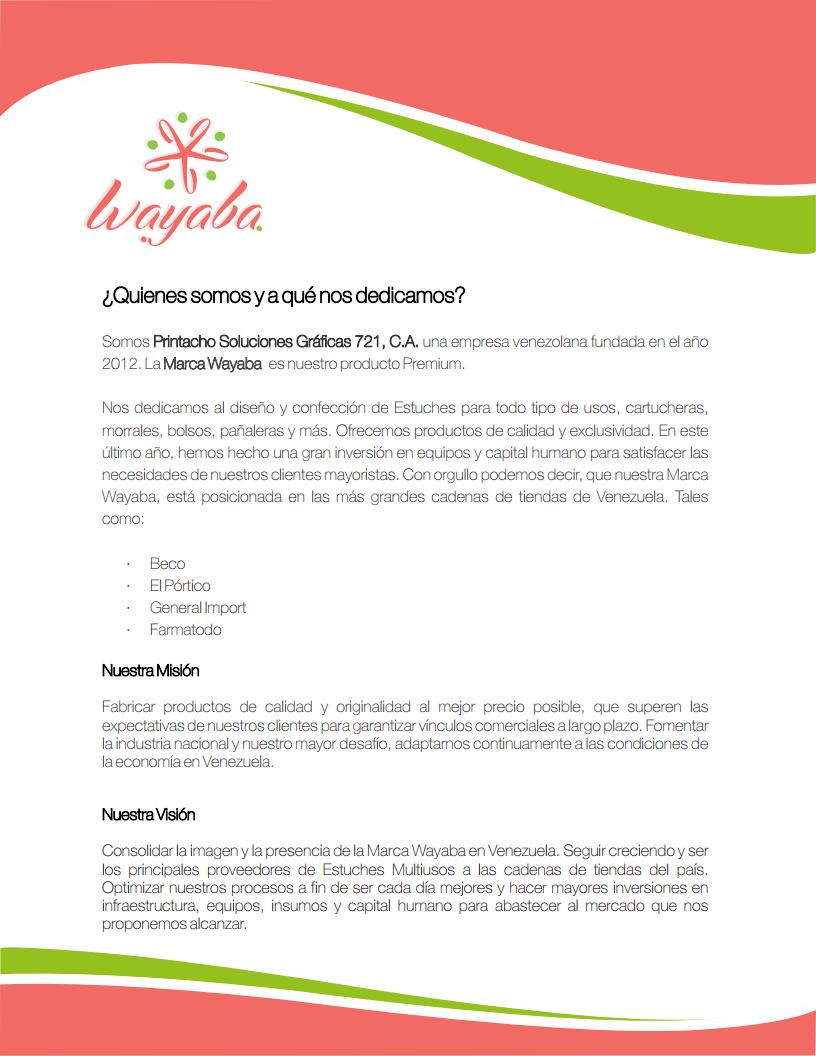 Wayaba
¿Quienes somos y a qué nos dedicamos?
Somos Printacho Soluciones Gráficas 721, C.A. una empresa venezolana fundada en el año
2012. La Marca Wayaba es nuestro producto Premium.
Nos dedicamos al diseño y confección de Estuches para todo tipo de usos, cartucheras,
morrales, bolsos, pañaleras y más. Ofrecemos productos de calidad y exclusividad. En este
último año, hemos hecho una gran inversión en equipos y capital humano para satisfacer las
necesidades de nuestros clientes mayoristas. Con orgullo podemos decir, que nuestra Marca
Wayaba, está posicionada en las más grandes cadenas de tiendas de Venezuela. Tales
como:
· Beco
· El Pórtico
· General Import
· Farmatodo
Nuestra Misión
Fabricar productos de calidad y originalidad al mejor precio posible, que superen las
expectativas de nuestros clientes para garantizar vínculos comerciales a largo plazo. Fomentar
la industria nacional y nuestro mayor desafío, adaptarnos continuamente a las condiciones de
la economía en Venezuela.
Nuestra Visión
Consolidar la imagen y la presencia de la Marca Wayaba en Venezuela. Seguir creciendo y ser
los principales proveedores de Estuches Multiusos a las cadenas de tiendas del país.
Optimizar nuestros procesos a fin de ser cada día mejores y hacer mayores inversiones en
infraestructura, equipos, insumos y capital humano para abastecer al mercado que nos
proponemos alcanzar.